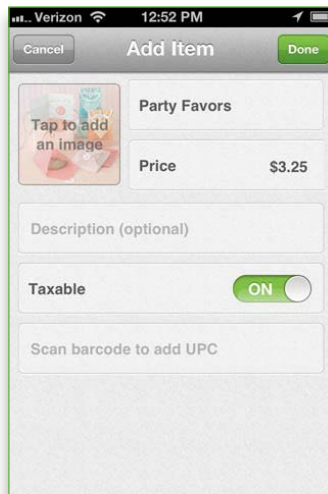 Verizon 12:52 PM
Cancel Add Item Done
Tap to add
an image
Party Favors
Price $3.25
Description (optional)
Taxable ON
Scan barcode to add UPC